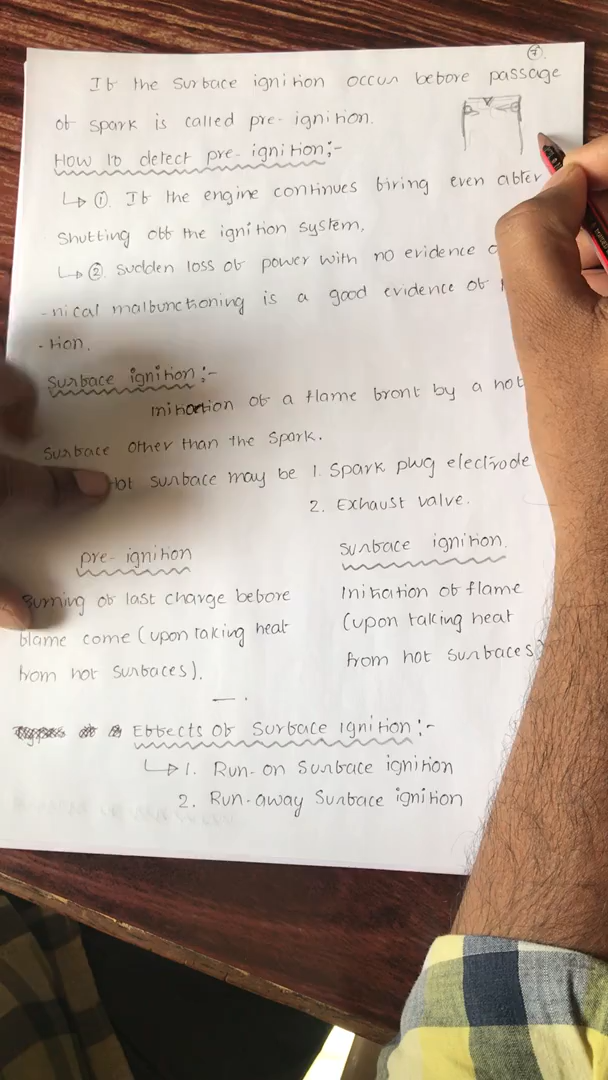 7
If the surface ignition occur before passage
of spark is called pre-ignition.
How to detect pre-ignition:-
↳ ①. If the engine continues firing even after
shutting off the ignition system,
↳ ② sudden loss of power with no evidence
-nical malfunctioning is a good evidence of
-tion.
Surface ignition:-
initiation of a flame front by a hot
surface other than the spark.
Hot surface may be 1. Spark plug electrode
2. Exhaust valve.
pre-ignition
Burning of last charge before
flame come (upon taking heat
from hot surfaces).
surface ignition.
Initiation of flame
(upon talking heat
from hot surfaces)
Effects of Surface ignition:-
↳ 1. Run-on Surface ignition
2. Run-away Surface ignition